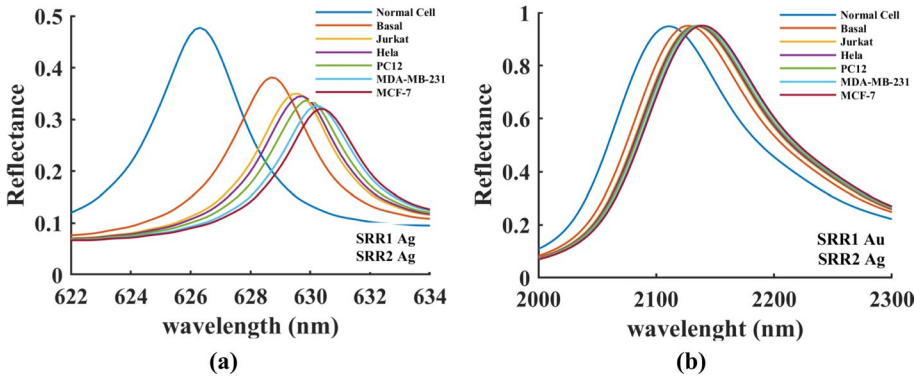 (a)
Reflectance
0.5
0.4
0.3
0.2
0.1
0
Normal Cell
Basal
Jurkat
Hela
PC12
MDA-MB-231
MCF-7
SRR1 Ag
SRR2 Ag
622 624 626 628 630 632 634
wavelength (nm)
Reflectance
1
0.8
0.6
0.4
0.2
0
Normal Cell
Basal
Jurkat
Hela
PC12
MDA-MB-231
MCF-7
SRR1 Au
SRR2 Ag
2000 2100 2200 2300
wavelenght (nm)
(b)